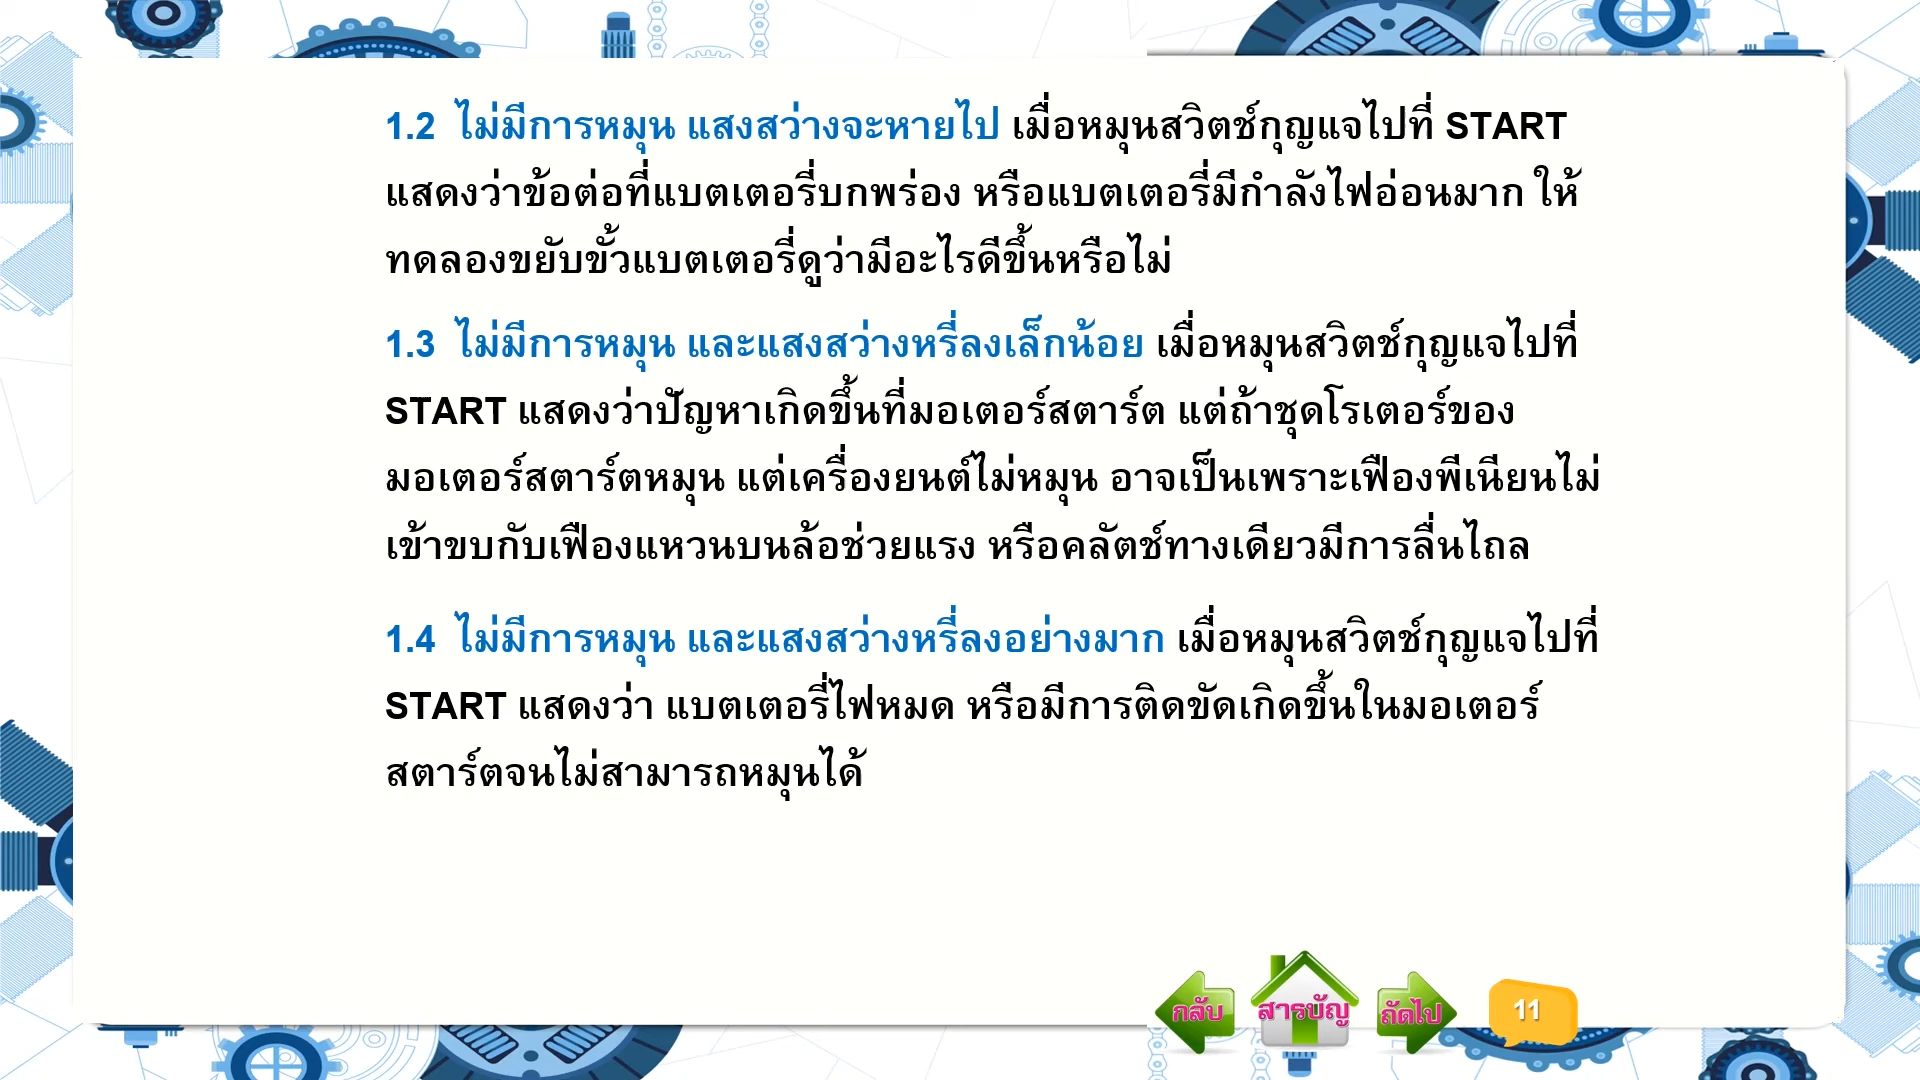 1.2 ไม่มีการหมุน แสงสว่างจะหายไป เมื่อหมุนสวิตช์กุญแจไปที่ START
แสดงว่าข้อต่อที่แบตเตอรี่บกพร่อง หรือแบตเตอรี่มีกำลังไฟอ่อนมาก ให้
ทดลองขยับขั้วแบตเตอรี่ดูว่ามีอะไรดีขึ้นหรือไม่
1.3 ไม่มีการหมุน และแสงสว่างหรี่ลงเล็กน้อย เมื่อหมุนสวิตช์กุญแจไปที่
START แสดงว่าปัญหาเกิดขึ้นที่มอเตอร์สตาร์ต แต่ถ้าชุดโรเตอร์ของ
มอเตอร์สตาร์ตหมุน แต่เครื่องยนต์ไม่หมุน อาจเป็นเพราะเฟืองพีเนียนไม่
เข้าขบกับเฟืองแหวนบนล้อช่วยแรง หรือคลัตช์ทางเดียวมีการลื่นไถล
1.4 ไม่มีการหมุน และแสงสว่างหรี่ลงอย่างมาก เมื่อหมุนสวิตช์กุญแจไปที่
START แสดงว่า แบตเตอรี่ไฟหมด หรือมีการติดขัดเกิดขึ้นในมอเตอร์
สตาร์ตจนไม่สามารถหมุนได้
กลับ สารบัญ ถัดไป 11